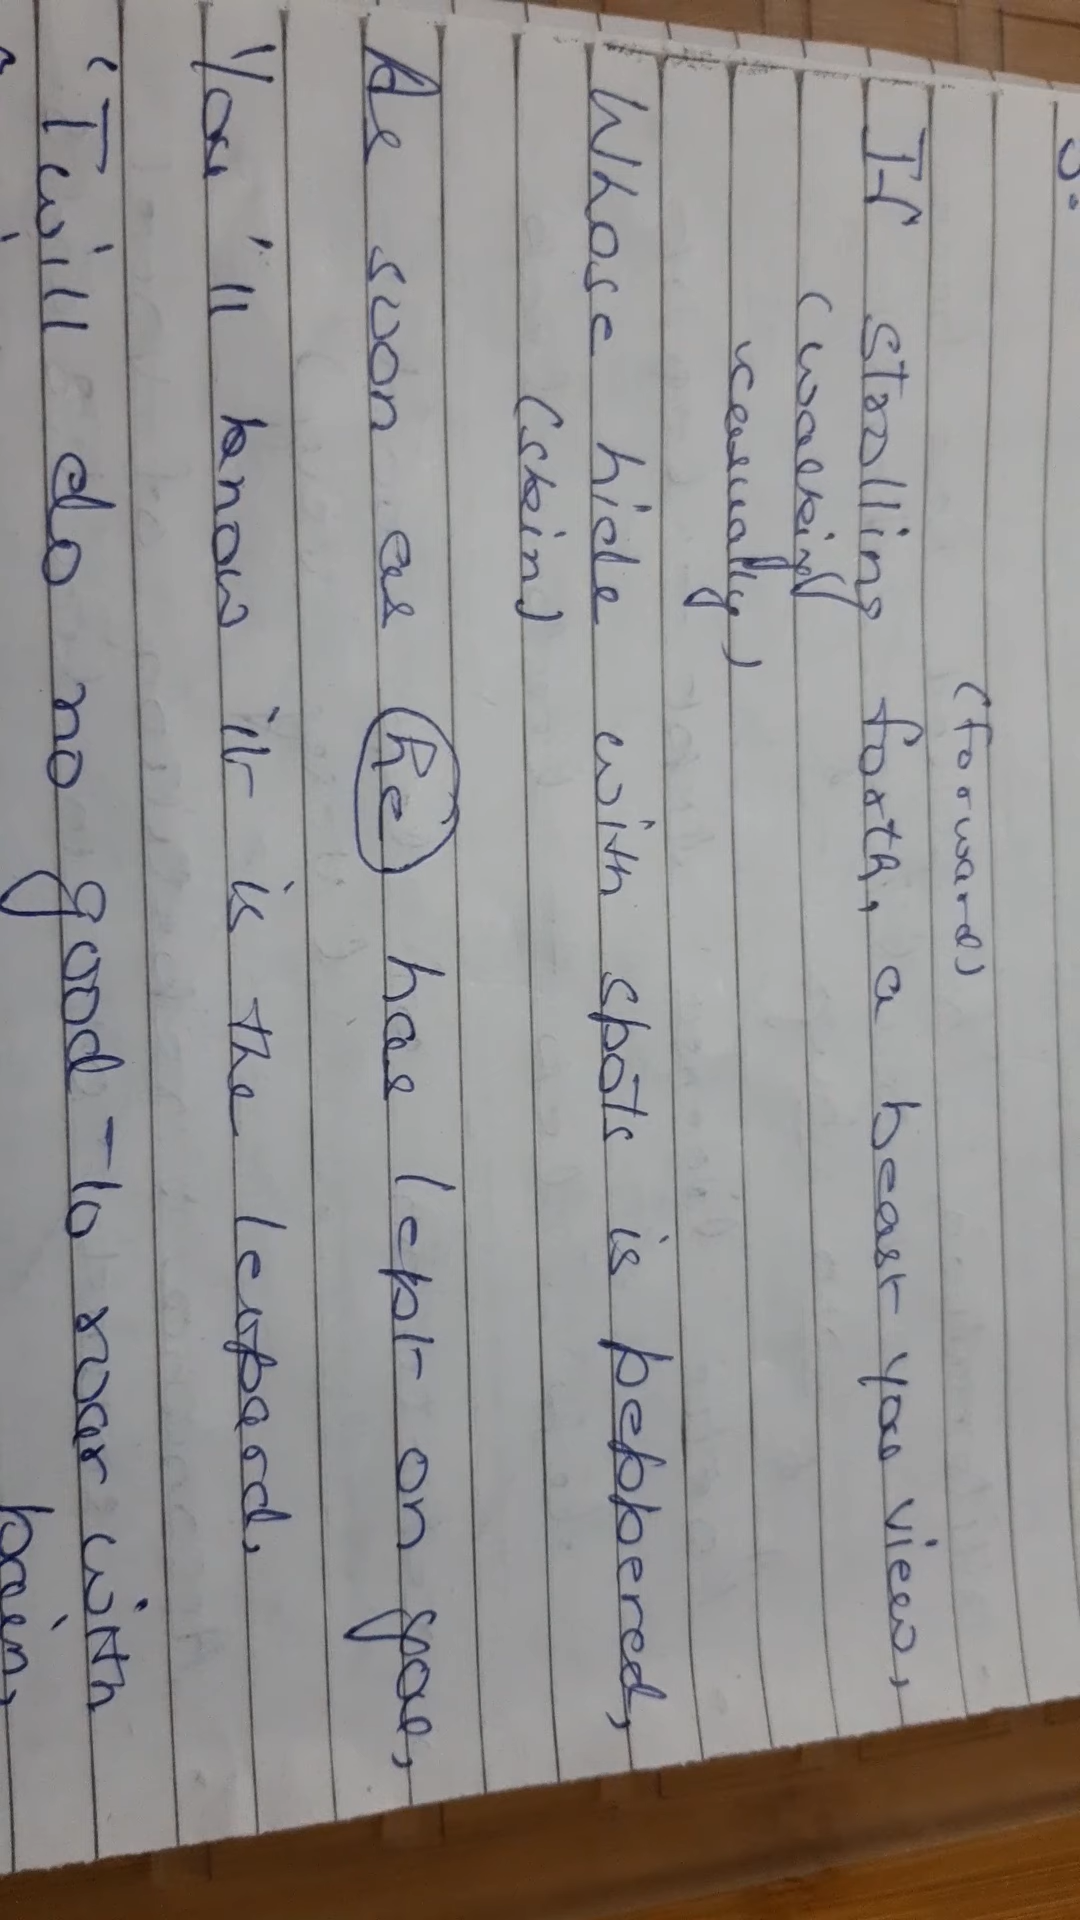 (forward)
If strolling forth, a beast you view,
(walking
casually)
Whose hide with spots is peppered,
(skin)
As soon as he has lept on you,
You'll know it is the leopard.
'Twill do no good to roar with
pain,